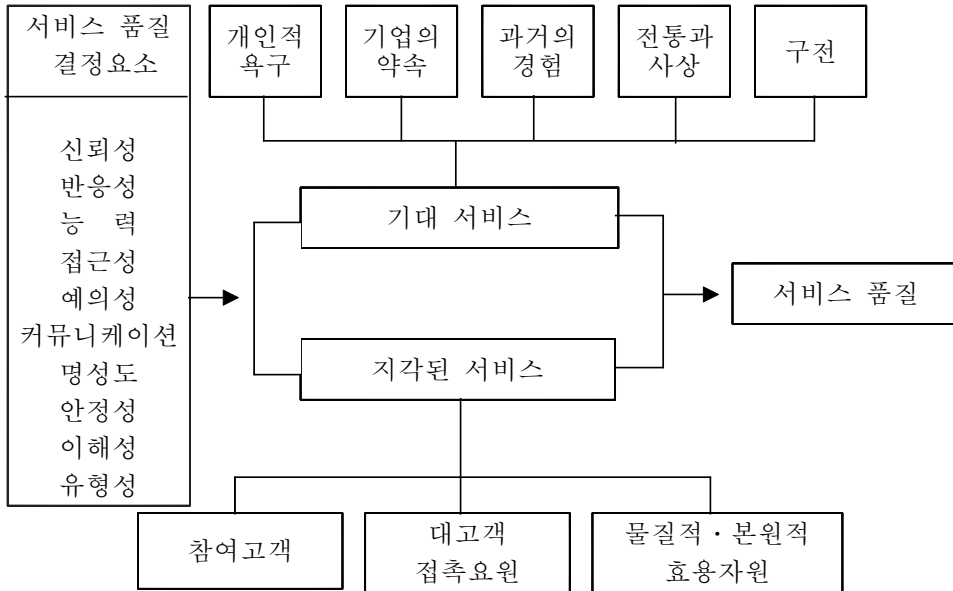 서비스 품질
결정요소
신뢰성
반응성
능 력
접근성
예의성
커뮤니케이션
명성도
안정성
이해성
유형성
개인적
욕구
기업의
약속
과거의
경험
전통과
사상
구전
기대 서비스
지각된 서비스
서비스 품질
참여고객
대고객
접촉요원
물질적·본원적
효용자원